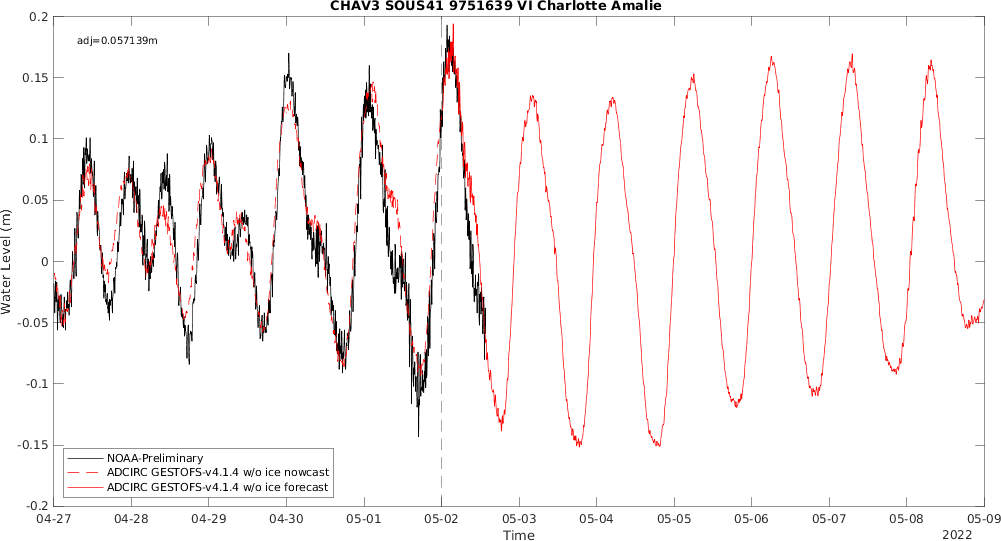 CHAV3 SOUS41 9751639 VI Charlotte Amalie
adj=0.057139m
0.2
0.15
0.1
0.05
0
-0.05
-0.1
-0.15
-0.2
Water Level (m)
NOAA-Preliminary
ADCIRC GESTOFS-v4.1.4 w/o ice nowcast
ADCIRC GESTOFS-v4.1.4 w/o ice forecast
04-27 04-28 04-29 04-30 05-01 05-02 05-03 05-04 05-05 05-06 05-07 05-08 05-09
Time
2022